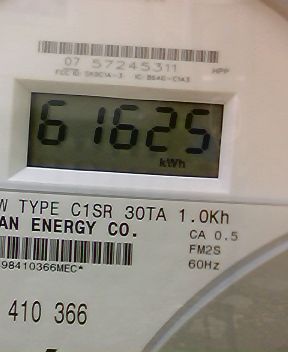 07 57245311
HPP
61625
kWh
TYPE C1SR 30TA 1.0Kh
AN ENERGY CO.
CA 0.5
FM2S
60Hz
98410366MEC*
410 366